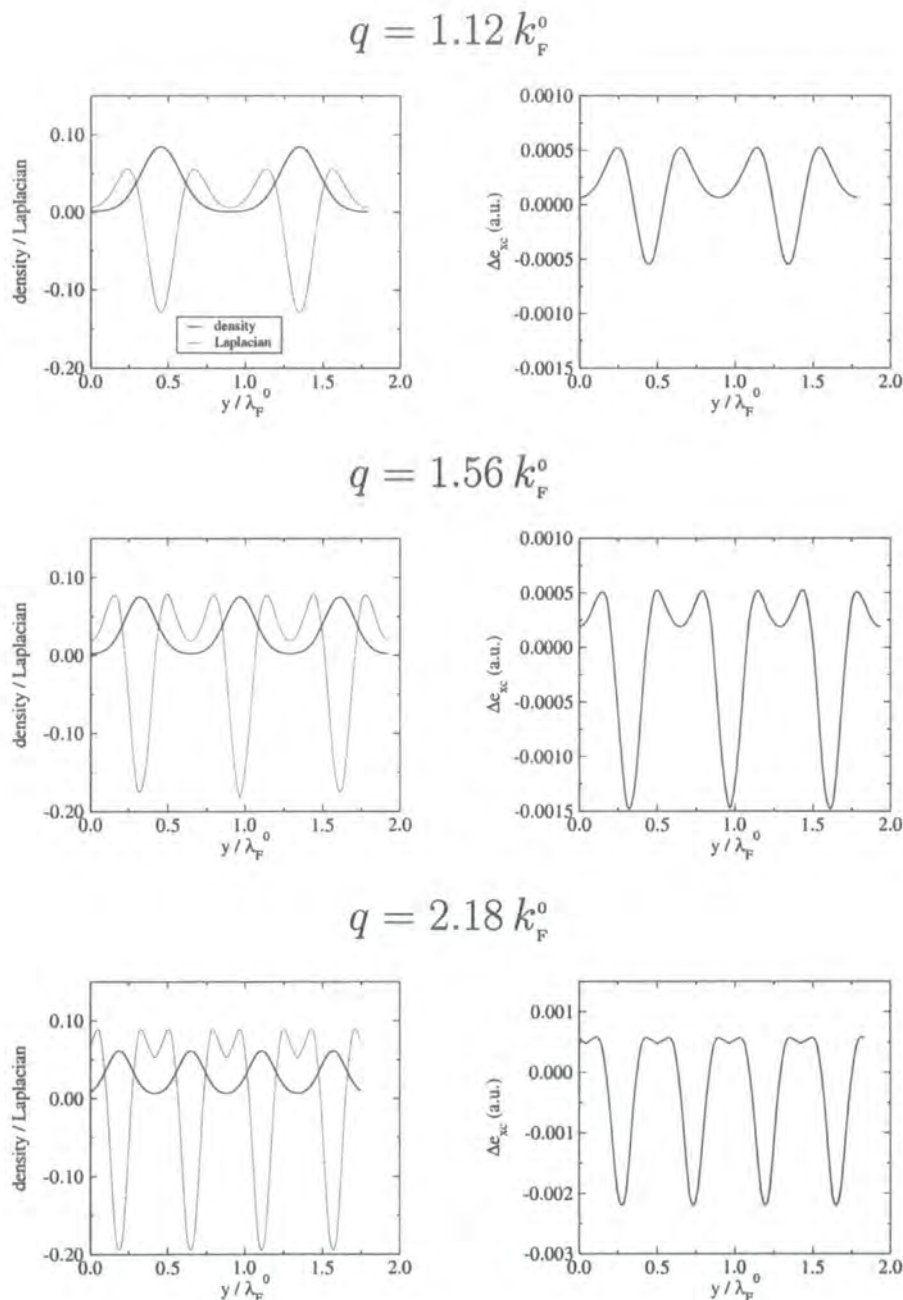 q = 1.12 k_F^0
0.10
0.00
-0.10
-0.20
density / Laplacian
density
Laplacian
0.0 0.5 1.0 1.5 2.0
y / λ_F^0
0.0010
0.0005
0.0000
-0.0005
-0.0010
-0.0015
Δe_xc (a.u.)
0.0 0.5 1.0 1.5 2.0
y / λ_F^0
q = 1.56 k_F^0
0.10
0.00
-0.10
-0.20
density / Laplacian
0.0 0.5 1.0 1.5 2.0
y / λ_F^0
0.0010
0.0005
0.0000
-0.0005
-0.0010
-0.0015
Δe_xc (a.u.)
0.0 0.5 1.0 1.5 2.0
y / λ_F^0
q = 2.18 k_F^0
0.10
0.00
-0.10
-0.20
density / Laplacian
0.0 0.5 1.0 1.5 2.0
y / λ_F^0
0.001
0.000
-0.001
-0.002
-0.003
Δe_xc (a.u.)
0.0 0.5 1.0 1.5 2.0
y / λ_F^0